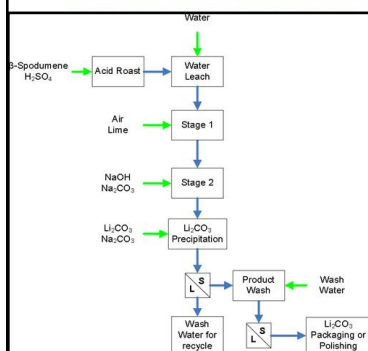 Water
β-Spodumene
H₂SO₄
Acid Roast
Water
Leach
Air
Lime
Stage 1
NaOH
Na₂CO₃
Stage 2
Li₂CO₃
Na₂CO₃
Li₂CO₃
Precipitation
S
L
Product
Wash
Wash
Water
Wash
Water for
recycle
S
L
Li₂CO₃
Packaging or
Polishing